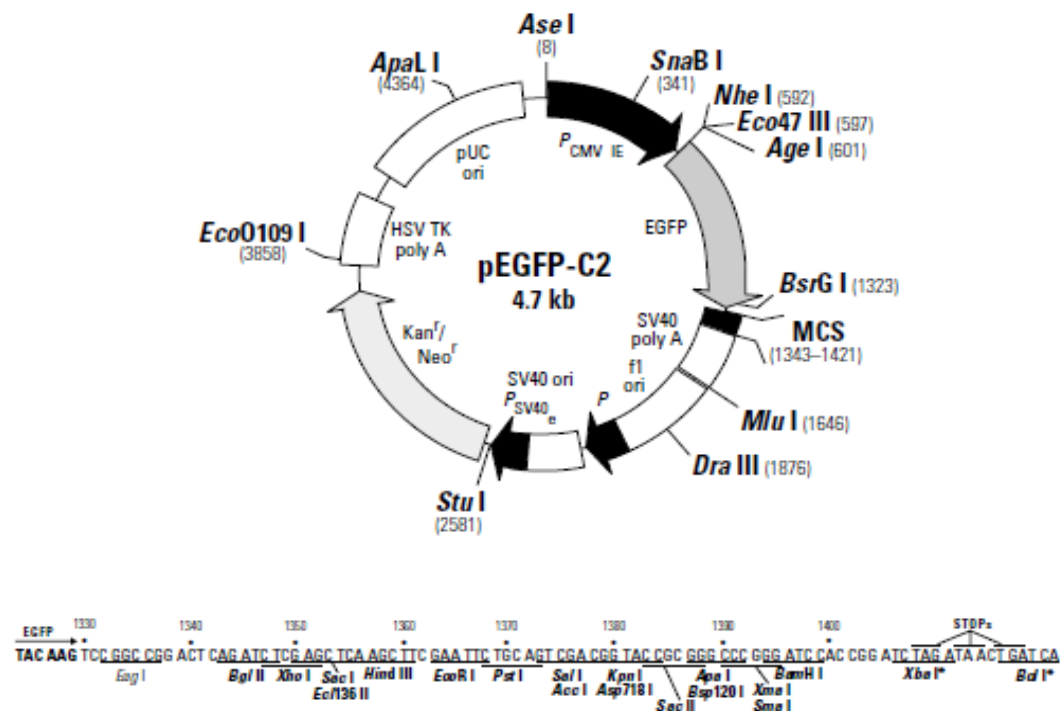 Ase I
(8)
ApaL I
(4364)
SnaB I
(341)
Nhe I (592)
Eco47 III (597)
Age I (601)
P CMV IE
pUC
ori
EGFP
HSV TK
poly A
EcoO109 I
(3858)
pEGFP-C2
4.7 kb
BsrG I (1323)
MCS
(1343–1421)
SV40
poly A
f1
ori
Kanr/
Neor
SV40 ori
P SV40e
P
Mlu I (1646)
Dra III (1876)
Stu I
(2581)
EGFP 1330 1340 1350 1360 1370 1380 1390 1400 STOPs
TAC AAG TCC GGC CGG ACT CAG ATC TCG AGC TCA AGC TTC GAA TTC TGC AGT CGA CGG TAC CGC GGG CCC GGG ATC CAC CGG ATC TAG ATA ACT GAT CA
Eag I Bgl II Xho I Sac I Hind III EcoR I Pst I Sal I Kpn I Apa I BamH I Xba I* Bcl I*
Ecl136 II Acc I Asp718 I Bsp120 I Xma I
Sac II Sma I